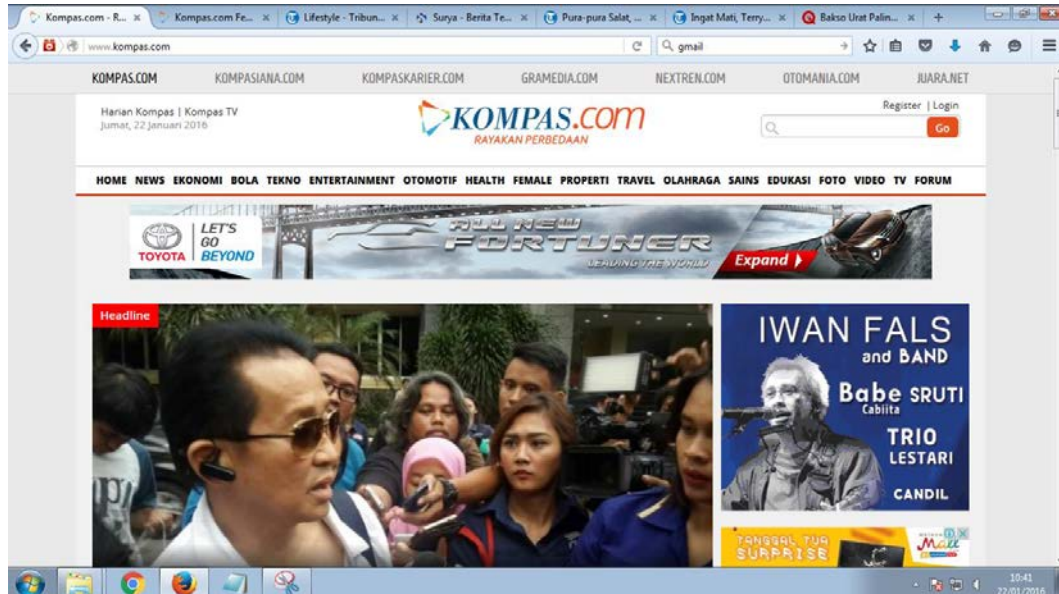 Kompas.com - R...
Kompas.com Fe...
Lifestyle - Tribun...
Surya - Berita Te...
Pura-pura Salat, ...
Ingat Mati, Terry...
Bakso Urat Palin...
www.kompas.com
gmail
KOMPAS.COM KOMPASIANA.COM KOMPASKARIER.COM GRAMEDIA.COM NEXTREN.COM OTOMANIA.COM JUARA.NET
Harian Kompas | Kompas TV
Jumat, 22 Januari 2016
KOMPAS.com
RAYAKAN PERBEDAAN
Register | Login
Go
HOME NEWS EKONOMI BOLA TEKNO ENTERTAINMENT OTOMOTIF HEALTH FEMALE PROPERTI TRAVEL OLAHRAGA SAINS EDUKASI FOTO VIDEO TV FORUM
TOYOTA
LET'S
GO
BEYOND
ALL NEW
FORTUNER
LEADING THE WORLD
Expand
Headline
IWAN FALS
and BAND
Babe SRUTI
Cabiita
TRIO
LESTARI
CANDIL
TANGGAL TUA
SURPRISE
Mall
10:41
22/01/2016